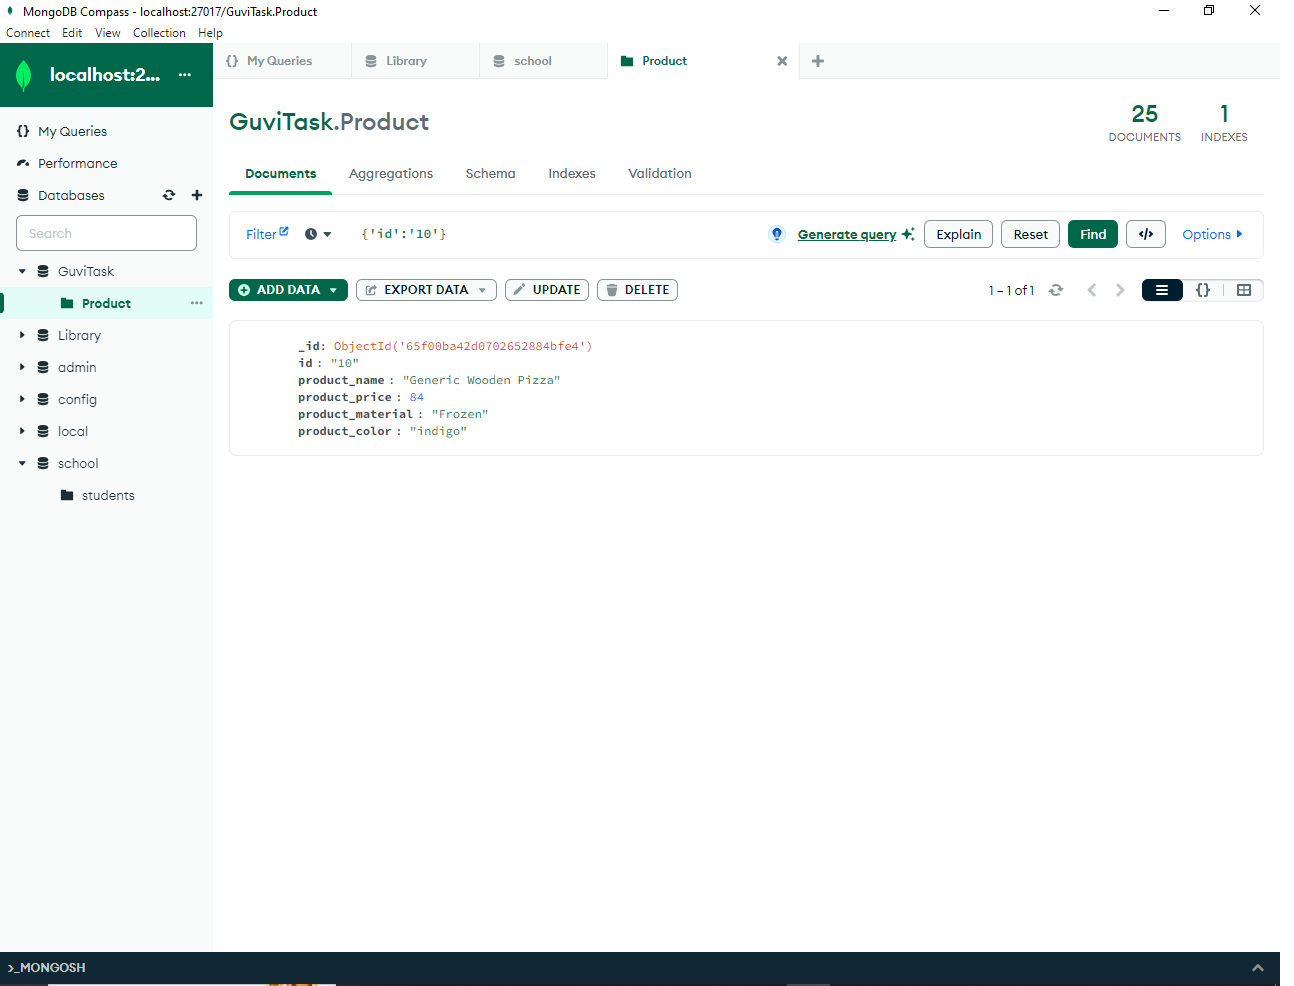 MongoDB Compass - localhost:27017/GuviTask.Product
Connect Edit View Collection Help
localhost:2... ...
{} My Queries
Library
school
Product
My Queries
Performance
Databases
Search
GuviTask
Product ...
Library
admin
config
local
school
students
GuviTask.Product
25
DOCUMENTS
1
INDEXES
Documents Aggregations Schema Indexes Validation
Filter {'id':'10'} Generate query Explain Reset Find </> Options
ADD DATA EXPORT DATA UPDATE DELETE 1 – 1 of 1 {}
_id: ObjectId('65f00ba42d0702652884bfe4')
id : "10"
product_name : "Generic Wooden Pizza"
product_price : 84
product_material : "Frozen"
product_color : "indigo"
>_MONGOSH